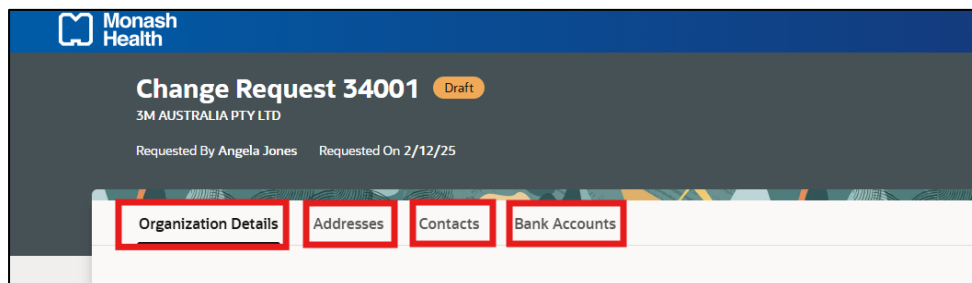 Monash
Health
Change Request 34001 Draft
3M AUSTRALIA PTY LTD
Requested By Angela Jones Requested On 2/12/25
Organization Details Addresses Contacts Bank Accounts